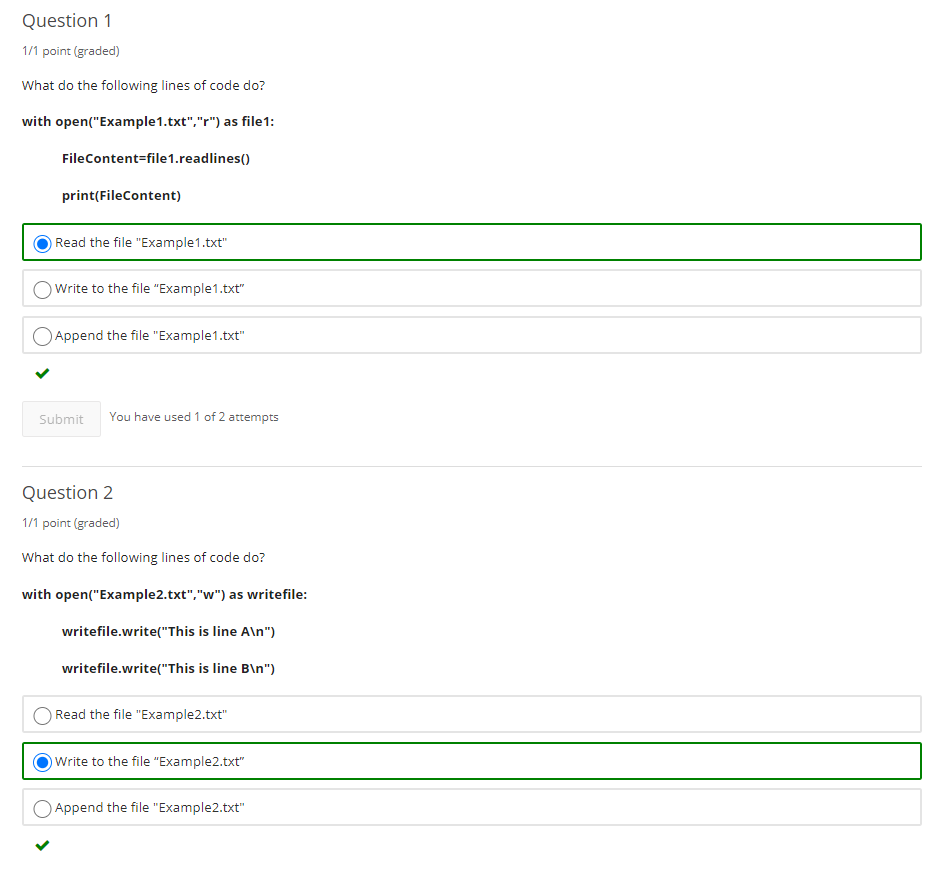 Question 1
1/1 point (graded)
What do the following lines of code do?
with open("Example1.txt","r") as file1:
FileContent=file1.readlines()
print(FileContent)
Read the file "Example1.txt"
Write to the file “Example1.txt”
Append the file "Example1.txt"
Submit You have used 1 of 2 attempts
Question 2
1/1 point (graded)
What do the following lines of code do?
with open("Example2.txt","w") as writefile:
writefile.write("This is line A\n")
writefile.write("This is line B\n")
Read the file "Example2.txt"
Write to the file “Example2.txt”
Append the file "Example2.txt"